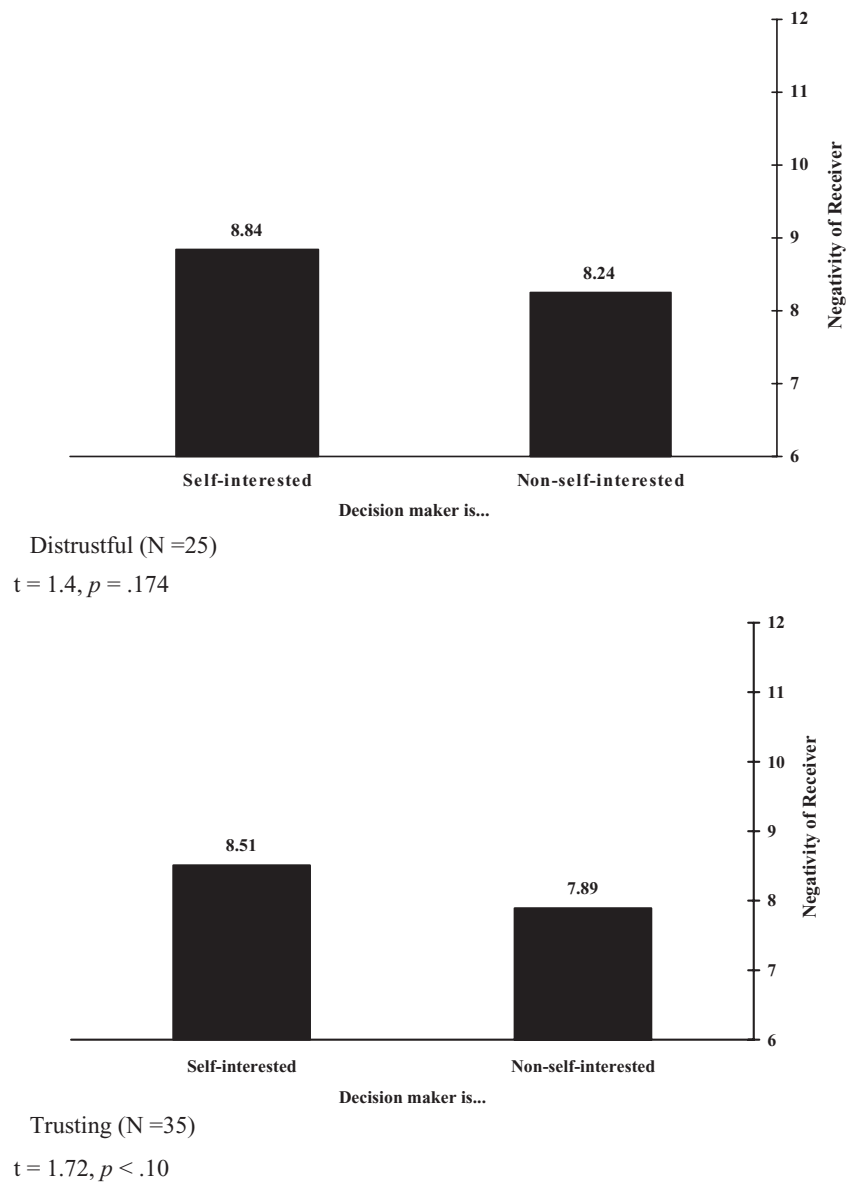 12
11
10
9
8
7
6
Negativity of Receiver
8.84
8.24
Self-interested
Non-self-interested
Decision maker is...
Distrustful (N =25)
t = 1.4, p = .174
12
11
10
9
8
7
6
Negativity of Receiver
8.51
7.89
Self-interested
Non-self-interested
Decision maker is...
Trusting (N =35)
t = 1.72, p < .10